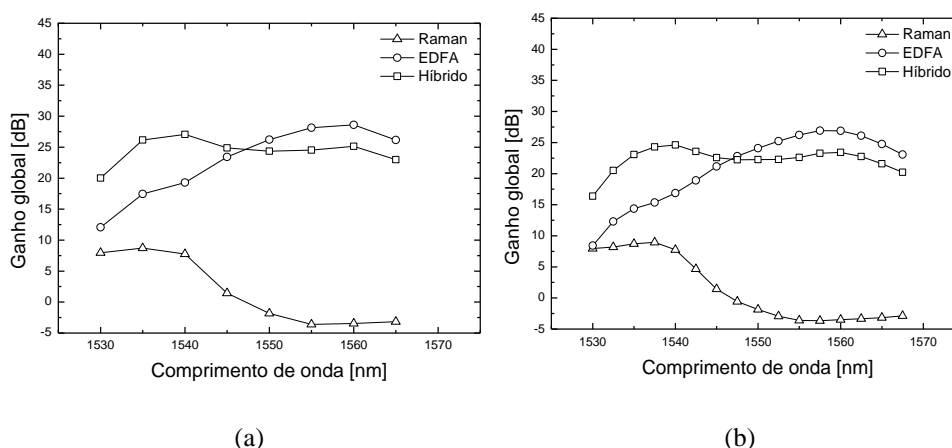 45
40
35
30
25
20
15
10
5
0
-5
Ganho global [dB]
Raman
EDFA
Híbrido
1530 1540 1550 1560 1570
Comprimento de onda [nm]
(a)
45
40
35
30
25
20
15
10
5
0
-5
Ganho global [dB]
Raman
EDFA
Híbrido
1530 1540 1550 1560 1570
Comprimento de onda [nm]
(b)